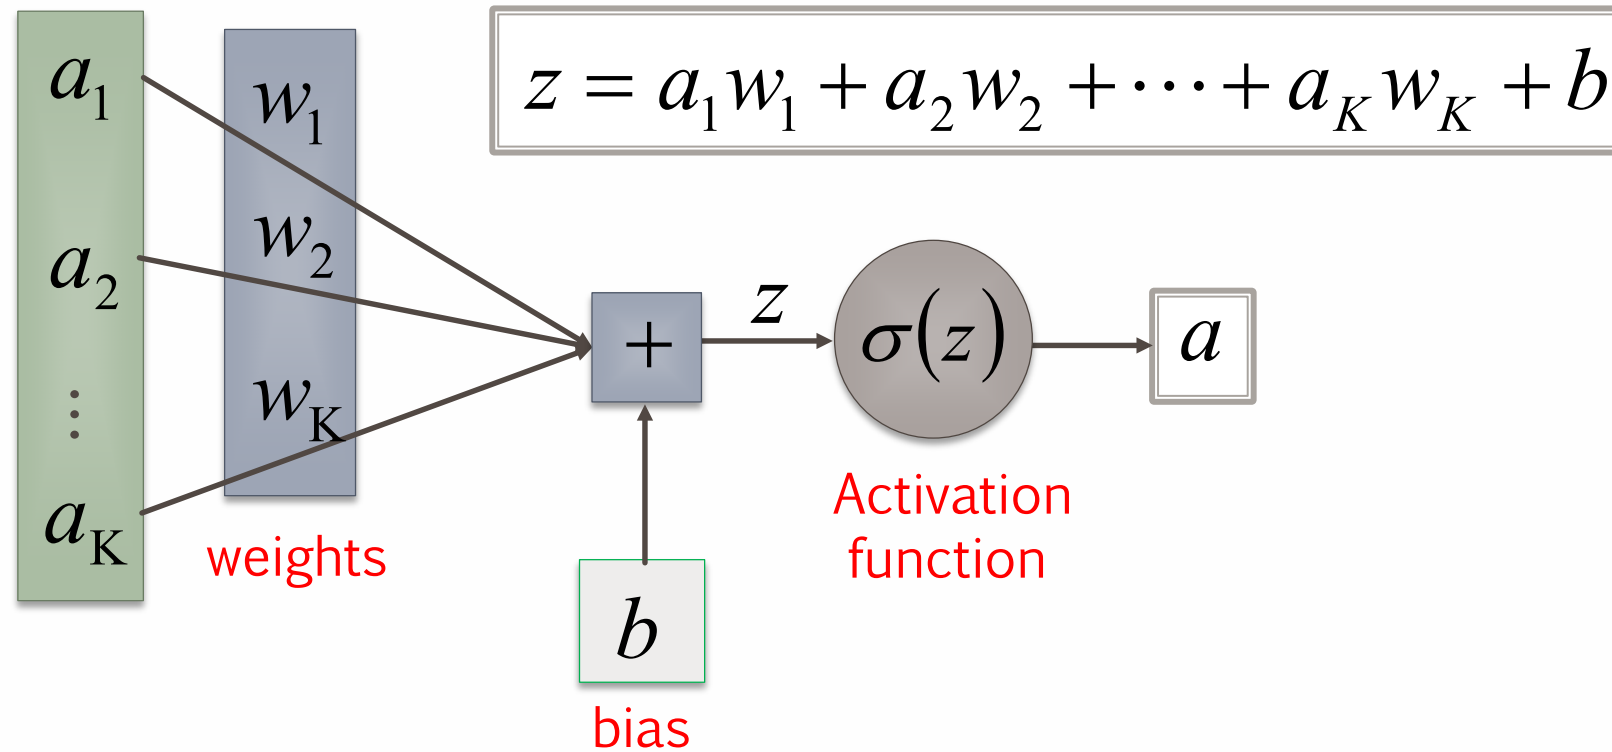 a₁
a₂
⋮
a_K
w₁
w₂
w_K
weights
z = a₁w₁ + a₂w₂ + ⋯ + a_K w_K + b
+
z
σ(z)
a
Activation
function
b
bias